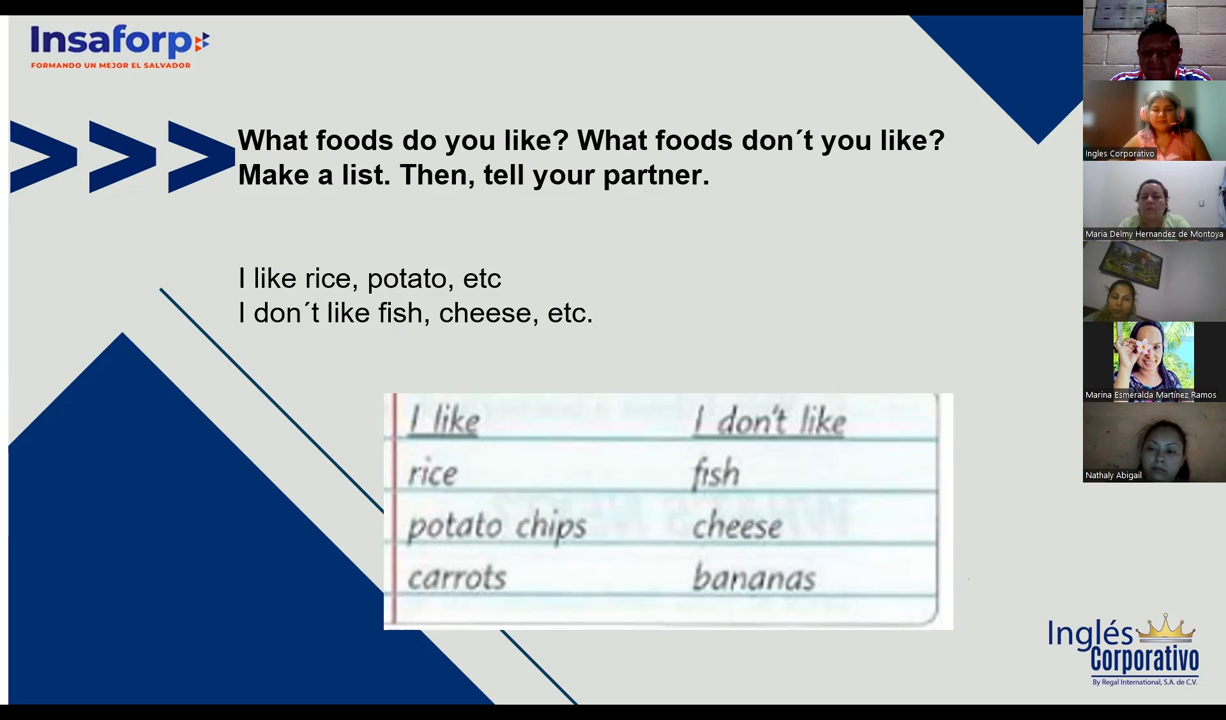 Insaforp
FORMANDO UN MEJOR EL SALVADOR
>>>
What foods do you like? What foods don´t you like?
Make a list. Then, tell your partner.
I like rice, potato, etc
I don´t like fish, cheese, etc.
I like I don't like
rice fish
potato chips cheese
carrots bananas
Inglés
Corporativo
By Regal International, S.A. de C.V.
Ingles Corporativo
Maria Delmy Hernandez de Montoya
Marina Esmeralda Martínez Ramos
Nathaly Abigail